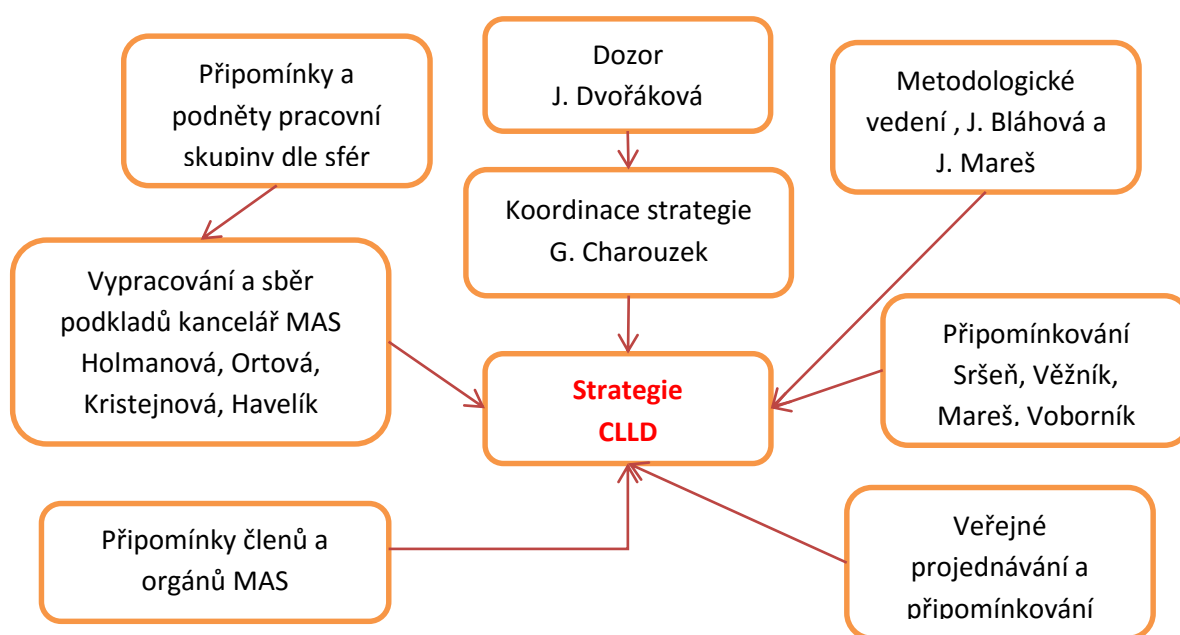 Připomínky a
podněty pracovní
skupiny dle sfér
Dozor
J. Dvořáková
Metodologické
vedení , J. Bláhová a
J. Mareš
Koordinace strategie
G. Charouzek
Vypracování a sběr
podkladů kancelář MAS
Holmanová, Ortová,
Kristejnová, Havelík
Připomínkování
Sršeň, Věžník,
Mareš, Voborník
Strategie
CLLD
Připomínky členů a
orgánů MAS
Veřejné
projednávání a
připomínkování